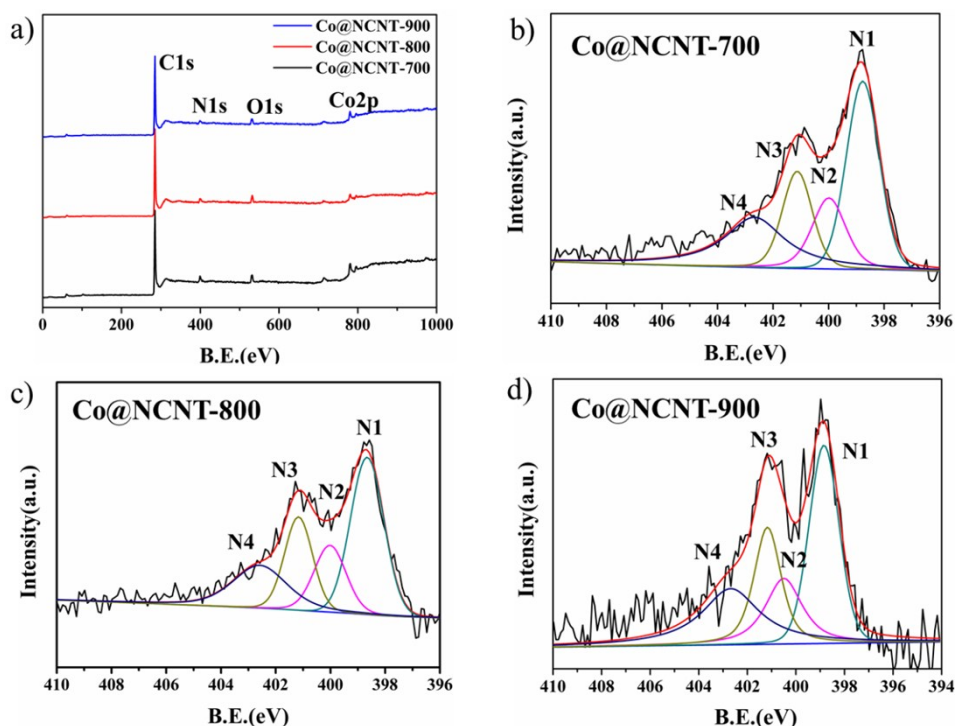 a)
Co@NCNT-900
Co@NCNT-800
Co@NCNT-700
C1s
N1s
O1s
Co2p
0 200 400 600 800 1000
B.E.(eV)
b)
Co@NCNT-700
N1
N3
N2
N4
Intensity(a.u.)
410 408 406 404 402 400 398 396
B.E.(eV)
c)
Co@NCNT-800
N1
N3
N2
N4
Intensity(a.u.)
410 408 406 404 402 400 398 396
B.E.(eV)
d)
Co@NCNT-900
N3
N1
N4
N2
Intensity(a.u.)
410 408 406 404 402 400 398 396 394
B.E.(eV)